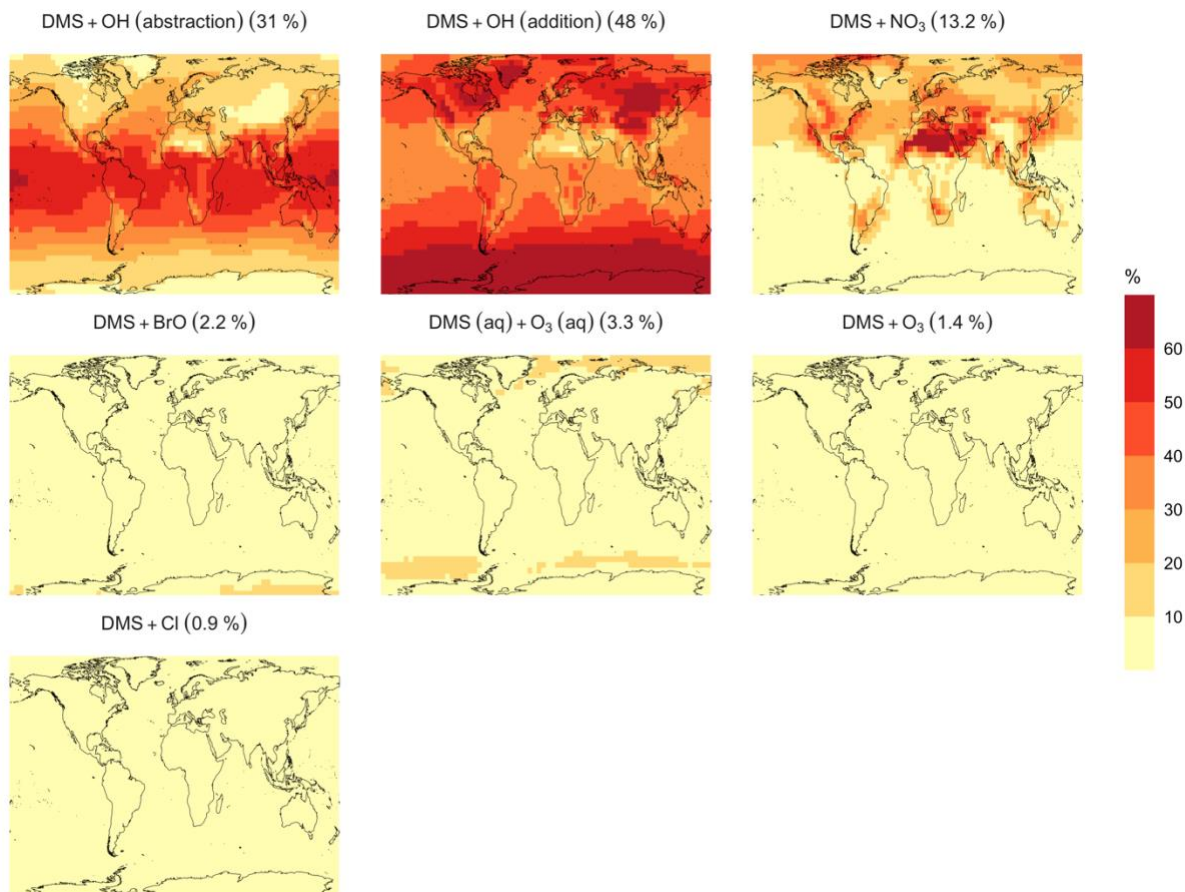 DMS + OH (abstraction) (31 %)
DMS + OH (addition) (48 %)
DMS + NO₃ (13.2 %)
DMS + BrO (2.2 %)
DMS (aq) + O₃ (aq) (3.3 %)
DMS + O₃ (1.4 %)
DMS + Cl (0.9 %)
%
60
50
40
30
20
10